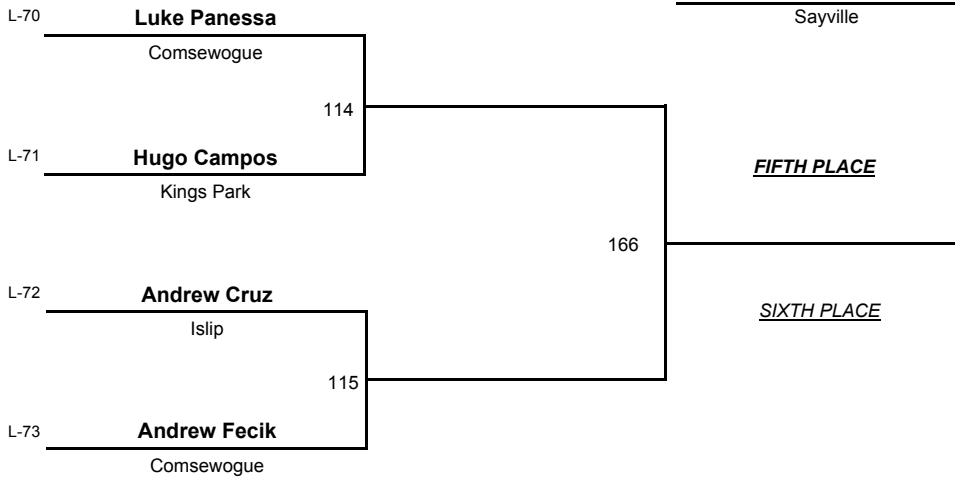 L-70
Luke Panessa
Comsewogue
Sayville
114
L-71
Hugo Campos
Kings Park
FIFTH PLACE
166
L-72
Andrew Cruz
Islip
SIXTH PLACE
115
L-73
Andrew Fecik
Comsewogue